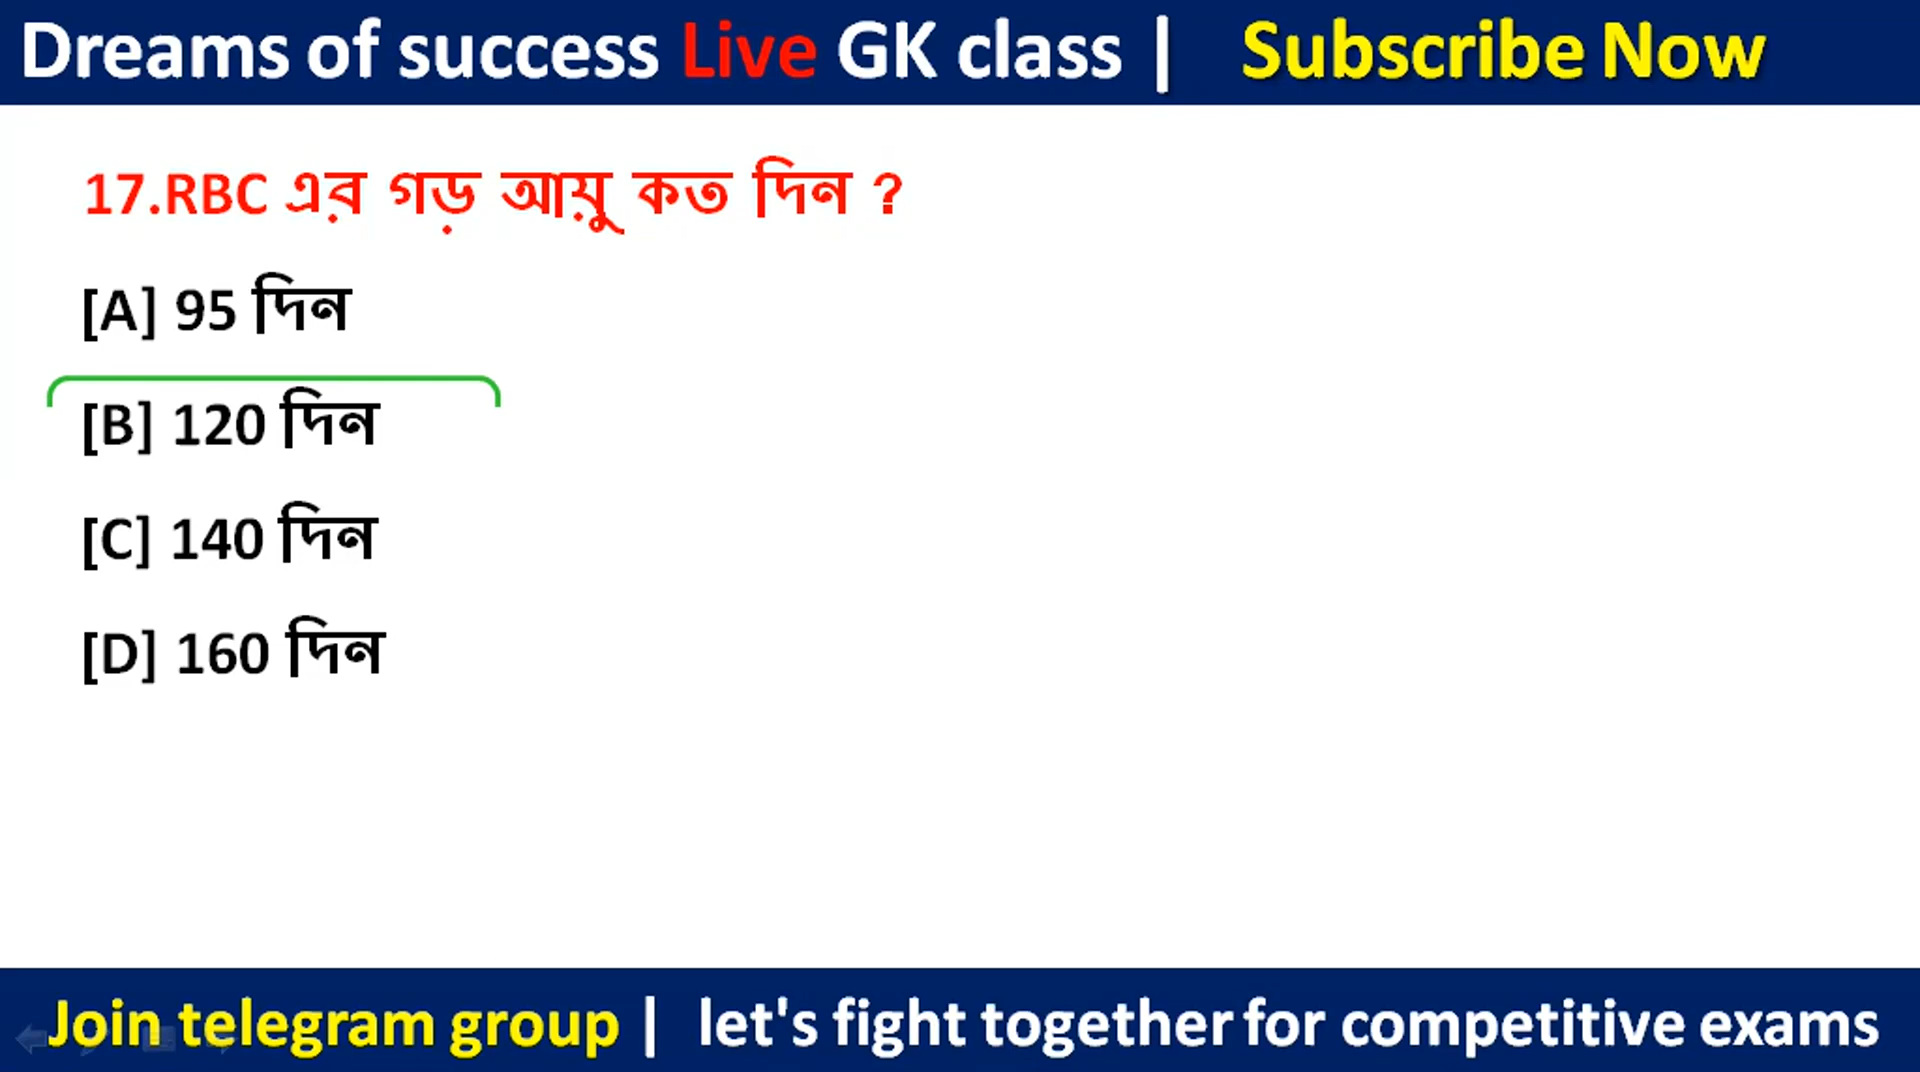 Dreams of success Live GK class | Subscribe Now
17.RBC এর গড় আয়ু কত দিন ?
[A] 95 দিন
[B] 120 দিন
[C] 140 দিন
[D] 160 দিন
Join telegram group | let's fight together for competitive exams